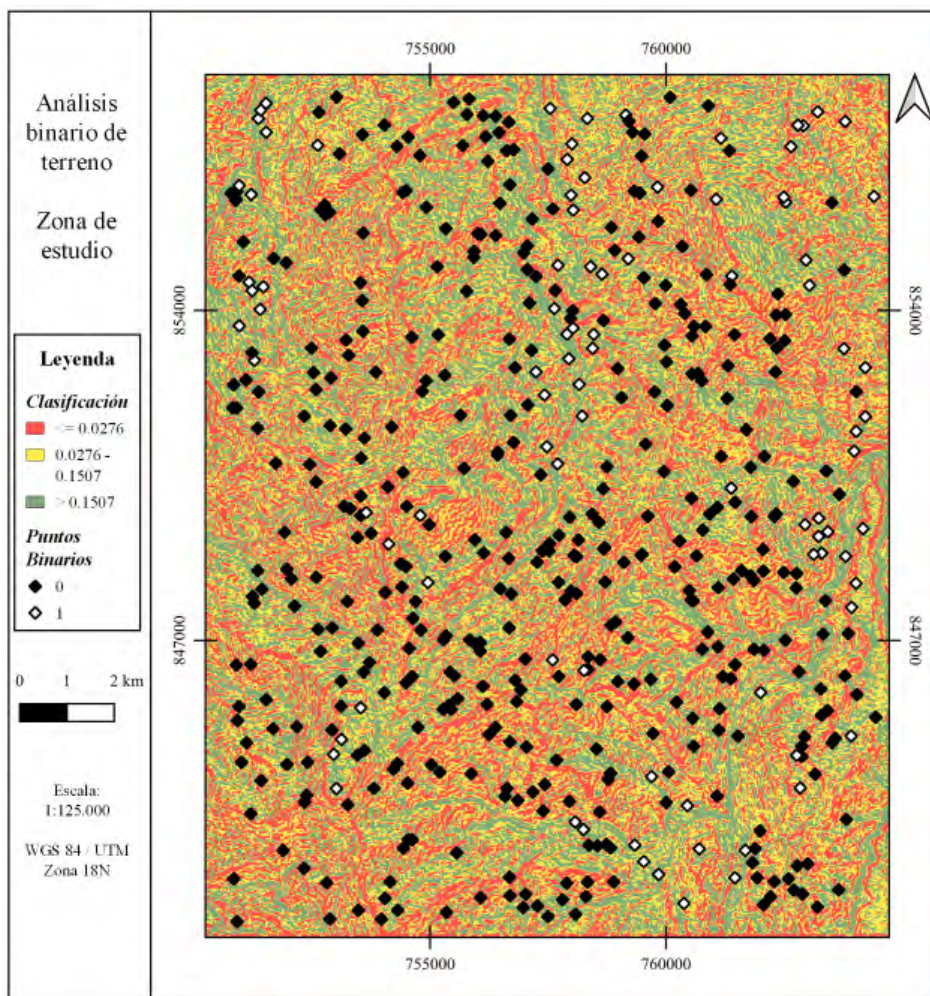 Análisis
binario de
terreno
Zona de
estudio
Leyenda
Clasificación
<= 0.0276
0.0276 -
0.1507
> 0.1507
Puntos
Binarios
0
1
0 1 2 km
Escala:
1:125.000
WGS 84 / UTM
Zona 18N
755000 760000
854000 854000
847000 847000
755000 760000